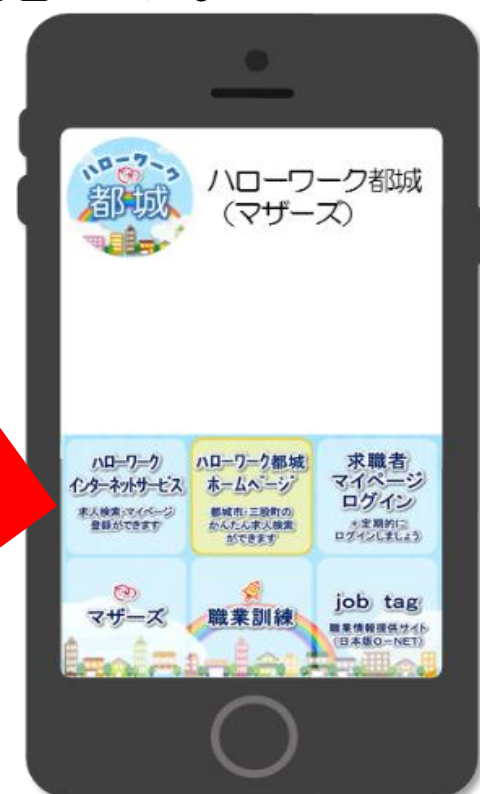 ハローワーク
都城
ハローワーク都城
（マザーズ）
ハローワーク
インターネットサービス
求人検索・マイページ
登録ができます
ハローワーク都城
ホームページ
都城市・三股町の
かんたん求人検索
ができます
求職者
マイページ
ログイン
※定期的に
ログインしましょう
マザーズ
職業訓練
job tag
職業情報提供サイト
（日本版O-NET）